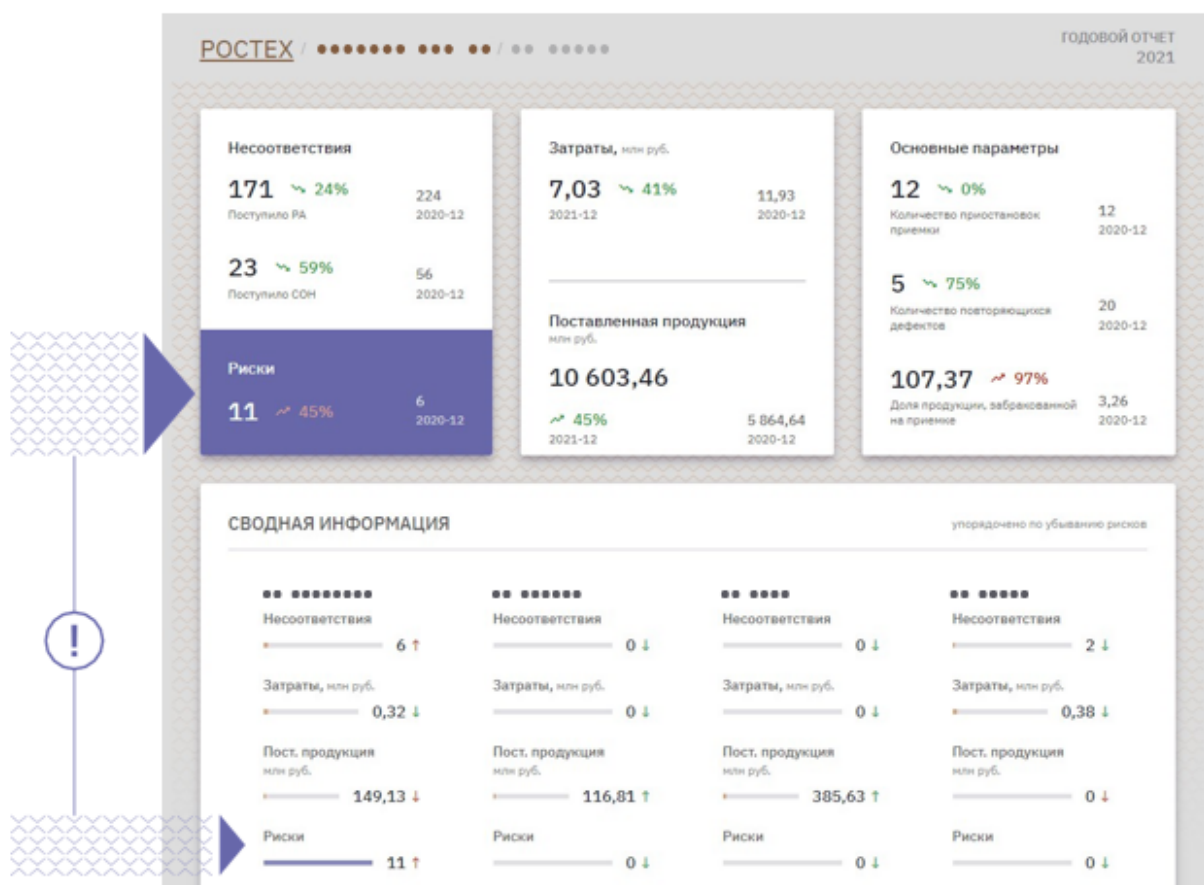 РОСТЕХ / /
ГОДОВОЙ ОТЧЕТ
2021
Несоответствия
171 24%
Поступило РА
224
2020-12
23 59%
Поступило СОН
56
2020-12
Риски
11 45%
6
2020-12
Затраты, млн руб.
7,03 41%
2021-12
11,93
2020-12
Поставленная продукция
млн руб.
10 603,46
45%
2021-12
5 864,64
2020-12
Основные параметры
12 0%
Количество приостановок
приемки
12
2020-12
5 75%
Количество повторяющихся
дефектов
20
2020-12
107,37 97%
Доля продукции, забракованной
на приемке
3,26
2020-12
!
СВОДНАЯ ИНФОРМАЦИЯ
упорядочено по убыванию рисков
Несоответствия Несоответствия Несоответствия Несоответствия
6 ↑ 0 ↓ 0 ↓ 2 ↓
Затраты, млн руб. Затраты, млн руб. Затраты, млн руб. Затраты, млн руб.
0,32 ↓ 0 ↓ 0 ↓ 0,38 ↓
Пост. продукция Пост. продукция Пост. продукция Пост. продукция
млн руб. млн руб. млн руб. млн руб.
149,13 ↓ 116,81 ↑ 385,63 ↑ 0 ↓
Риски Риски Риски Риски
11 ↑ 0 ↓ 0 ↓ 0 ↓